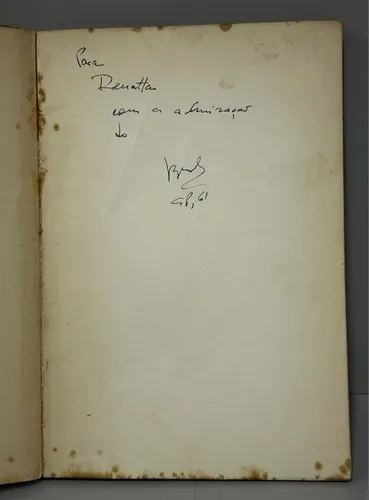 Para
Renatta
com a admiração
do
SP, 61